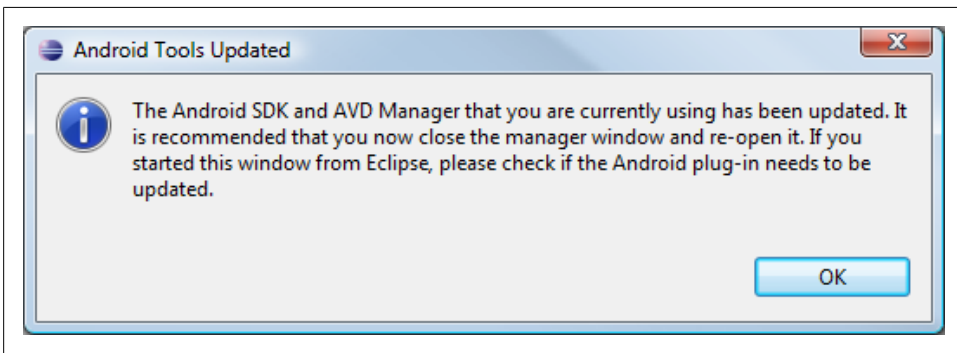 Android Tools Updated
The Android SDK and AVD Manager that you are currently using has been updated. It
is recommended that you now close the manager window and re-open it. If you
started this window from Eclipse, please check if the Android plug-in needs to be
updated.
OK